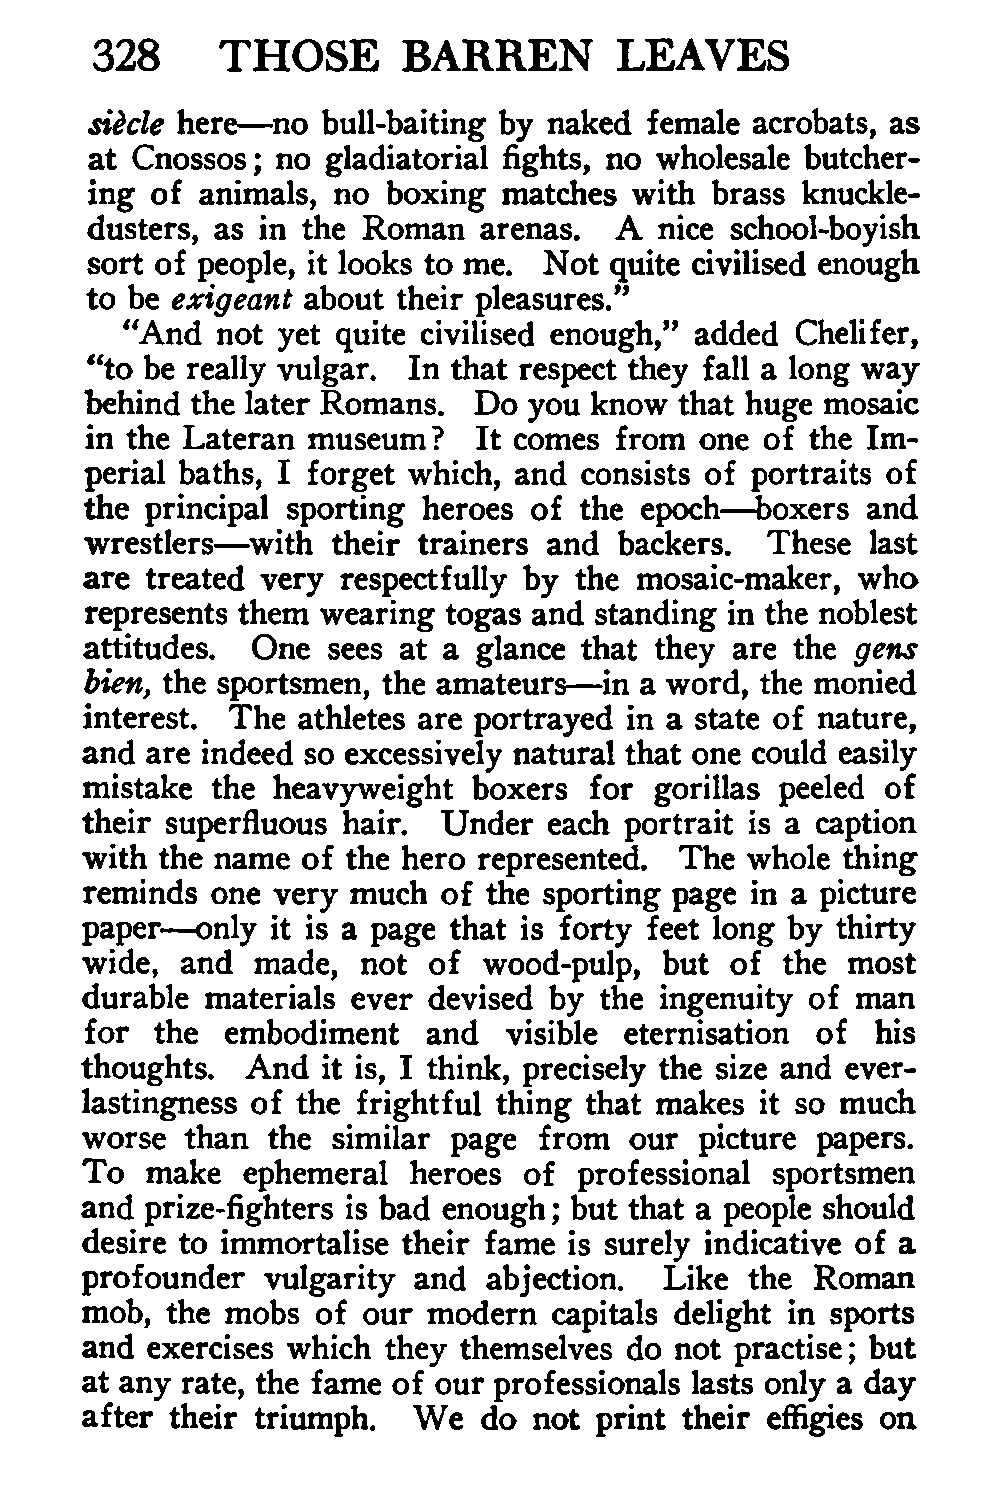 328 THOSE BARREN LEAVES
siècle here—no bull-baiting by naked female acrobats, as
at Cnossos; no gladiatorial fights, no wholesale butcher-
ing of animals, no boxing matches with brass knuckle-
dusters, as in the Roman arenas. A nice school-boyish
sort of people, it looks to me. Not quite civilised enough
to be exigeant about their pleasures.”
“And not yet quite civilised enough,” added Chelifer,
“to be really vulgar. In that respect they fall a long way
behind the later Romans. Do you know that huge mosaic
in the Lateran museum? It comes from one of the Im-
perial baths, I forget which, and consists of portraits of
the principal sporting heroes of the epoch—boxers and
wrestlers—with their trainers and backers. These last
are treated very respectfully by the mosaic-maker, who
represents them wearing togas and standing in the noblest
attitudes. One sees at a glance that they are the gens
bien, the sportsmen, the amateurs—in a word, the monied
interest. The athletes are portrayed in a state of nature,
and are indeed so excessively natural that one could easily
mistake the heavyweight boxers for gorillas peeled of
their superfluous hair. Under each portrait is a caption
with the name of the hero represented. The whole thing
reminds one very much of the sporting page in a picture
paper—only it is a page that is forty feet long by thirty
wide, and made, not of wood-pulp, but of the most
durable materials ever devised by the ingenuity of man
for the embodiment and visible eternisation of his
thoughts. And it is, I think, precisely the size and ever-
lastingness of the frightful thing that makes it so much
worse than the similar page from our picture papers.
To make ephemeral heroes of professional sportsmen
and prize-fighters is bad enough; but that a people should
desire to immortalise their fame is surely indicative of a
profounder vulgarity and abjection. Like the Roman
mob, the mobs of our modern capitals delight in sports
and exercises which they themselves do not practise; but
at any rate, the fame of our professionals lasts only a day
after their triumph. We do not print their effigies on